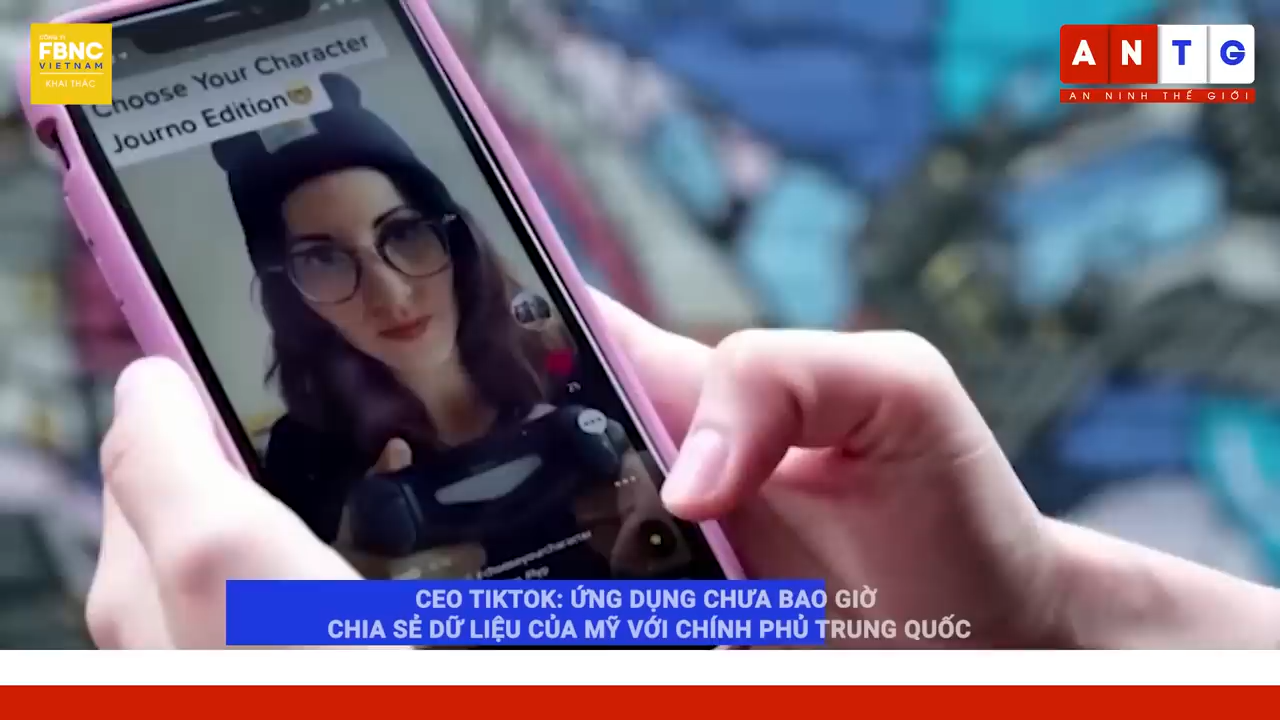 CÔNG TY
FBNC
VIETNAM
KHAI THÁC
Choose Your Character
Journo Edition
A N T G
AN NINH THẾ GIỚI
#chooseyourcharacter
CEO TIKTOK: ỨNG DỤNG CHƯA BAO GIỜ
CHIA SẺ DỮ LIỆU CỦA MỸ VỚI CHÍNH PHỦ TRUNG QUỐC